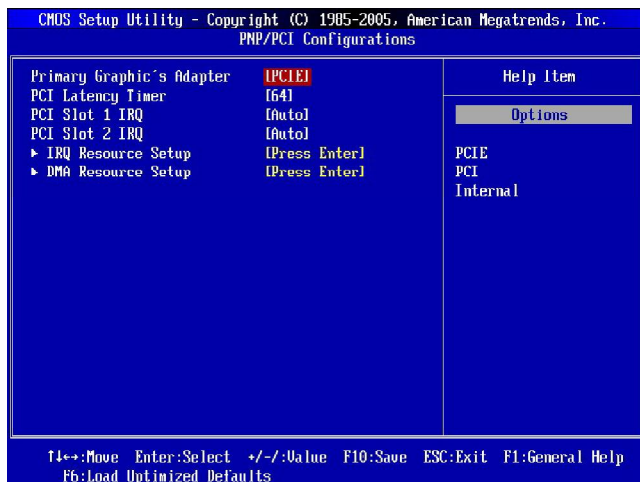 CMOS Setup Utility - Copyright (C) 1985-2005, American Megatrends, Inc.
PNP/PCI Configurations
Primary Graphic's Adapter [PCIE]
PCI Latency Timer [64]
PCI Slot 1 IRQ [Auto]
PCI Slot 2 IRQ [Auto]
► IRQ Resource Setup [Press Enter]
► DMA Resource Setup [Press Enter]
Help Item
Options
PCIE
PCI
Internal
↑↓←→:Move Enter:Select +/-/:Value F10:Save ESC:Exit F1:General Help
F6:Load Optimized Defaults